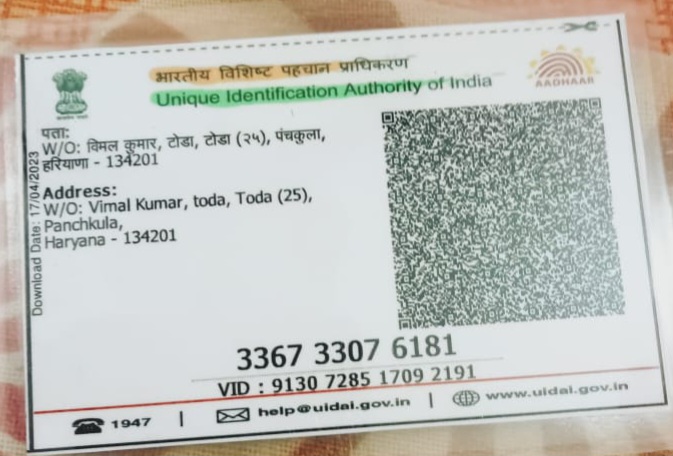 भारतीय विशिष्ट पहचान प्राधिकरण
Unique Identification Authority of India
AADHAAR
पता:
W/O: विमल कुमार, टोडा, टोडा (२५), पंचकुला,
हरियाणा - 134201
Address:
W/O: Vimal Kumar, toda, Toda (25),
Panchkula,
Haryana - 134201
Download Date: 17/04/2023
3367 3307 6181
VID : 9130 7285 1709 2191
1947 | help@uidai.gov.in | www.uidai.gov.in